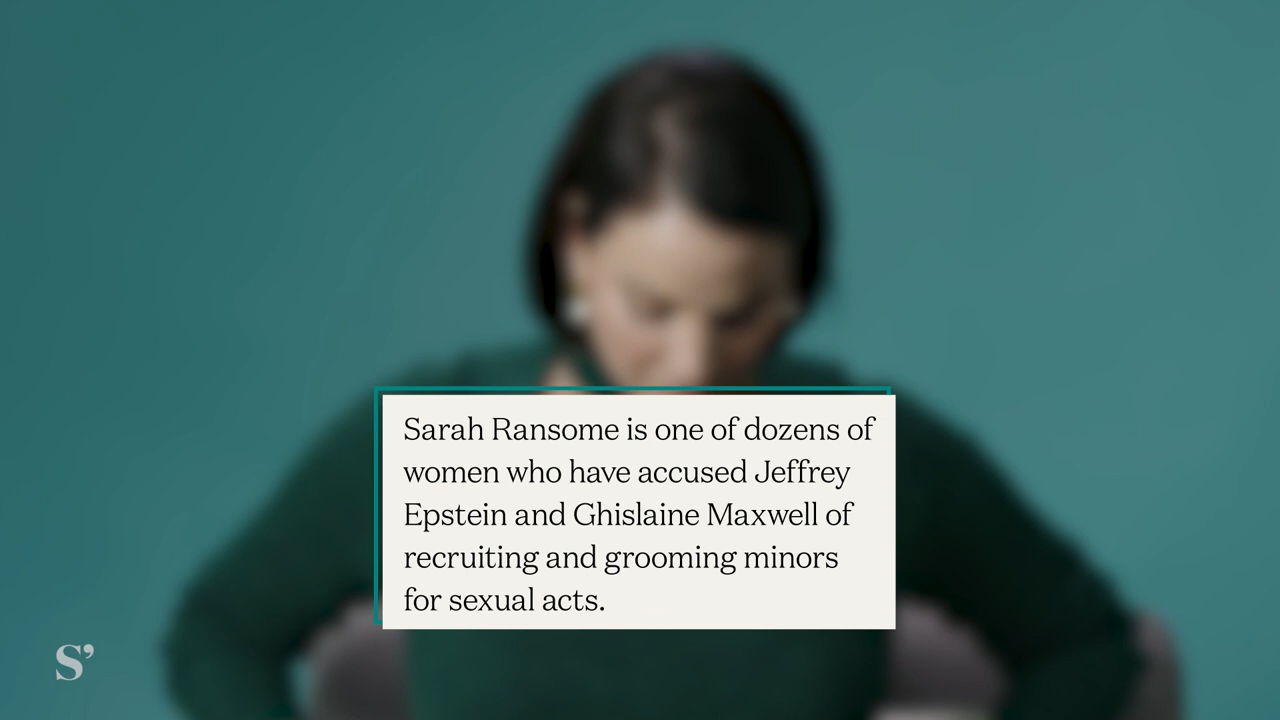 Sarah Ransome is one of dozens of
women who have accused Jeffrey
Epstein and Ghislaine Maxwell of
recruiting and grooming minors
for sexual acts.
S’